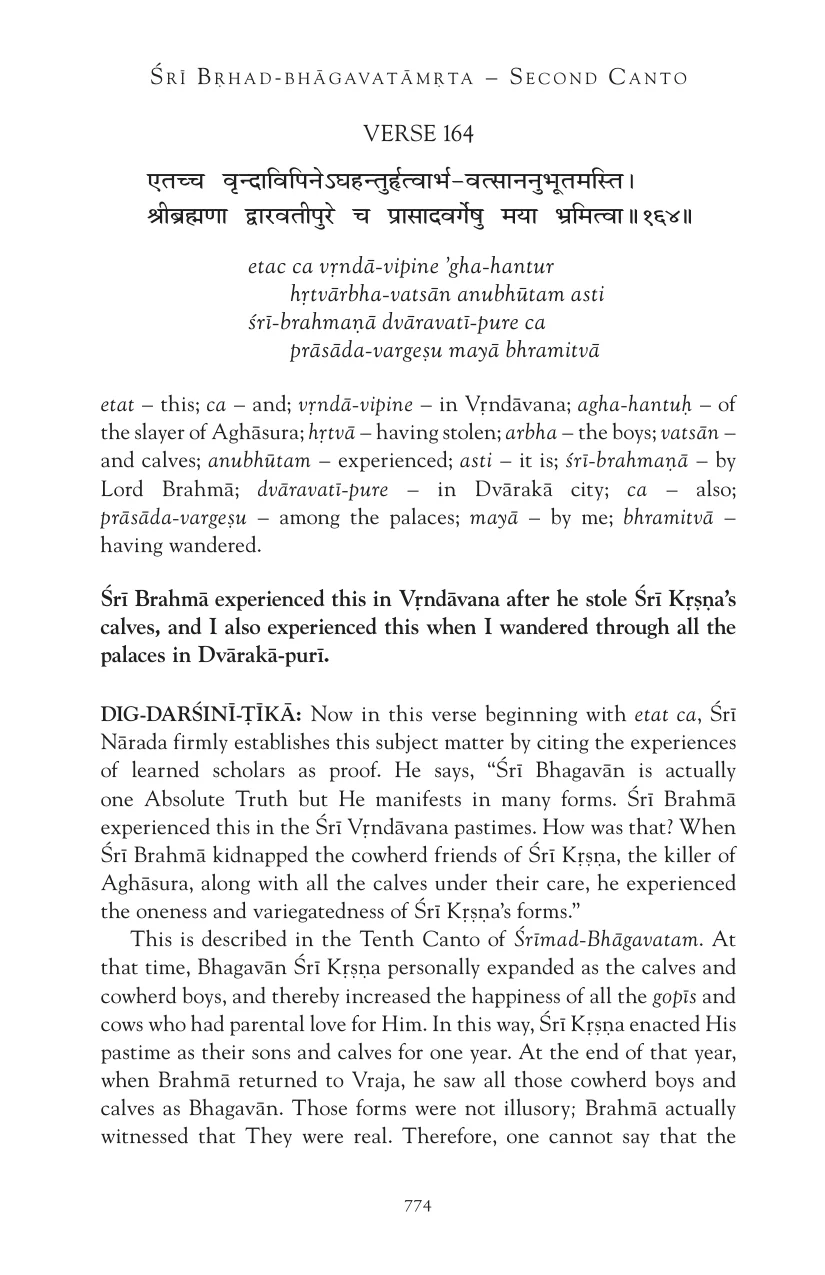 ŚRĪ BṚHAD-BHĀGAVATĀMṚTA – SECOND CANTO
VERSE 164
एतच्च वृन्दाविपिनेऽघहन्तुर्हृत्वार्भ-वत्साननुभूतमस्ति।
श्रीब्रह्मणा द्वारवतीपुरे च प्रासादवर्गेषु मया भ्रमित्वा॥१६४॥
etac ca vṛndā-vipine ’gha-hantur
hṛtvārbha-vatsān anubhūtam asti
śrī-brahmaṇā dvāravatī-pure ca
prāsāda-vargeṣu mayā bhramitvā
etat – this; ca – and; vṛndā-vipine – in Vṛndāvana; agha-hantuḥ – of
the slayer of Aghāsura; hṛtvā – having stolen; arbha – the boys; vatsān –
and calves; anubhūtam – experienced; asti – it is; śrī-brahmaṇā – by
Lord Brahmā; dvāravatī-pure – in Dvārakā city; ca – also;
prāsāda-vargeṣu – among the palaces; mayā – by me; bhramitvā –
having wandered.
Śrī Brahmā experienced this in Vṛndāvana after he stole Śrī Kṛṣṇa’s
calves, and I also experienced this when I wandered through all the
palaces in Dvārakā-purī.
DIG-DARŚINĪ-ṬĪKĀ: Now in this verse beginning with etat ca, Śrī
Nārada firmly establishes this subject matter by citing the experiences
of learned scholars as proof. He says, “Śrī Bhagavān is actually
one Absolute Truth but He manifests in many forms. Śrī Brahmā
experienced this in the Śrī Vṛndāvana pastimes. How was that? When
Śrī Brahmā kidnapped the cowherd friends of Śrī Kṛṣṇa, the killer of
Aghāsura, along with all the calves under their care, he experienced
the oneness and variegatedness of Śrī Kṛṣṇa’s forms.”
This is described in the Tenth Canto of Śrīmad-Bhāgavatam. At
that time, Bhagavān Śrī Kṛṣṇa personally expanded as the calves and
cowherd boys, and thereby increased the happiness of all the gopīs and
cows who had parental love for Him. In this way, Śrī Kṛṣṇa enacted His
pastime as their sons and calves for one year. At the end of that year,
when Brahmā returned to Vraja, he saw all those cowherd boys and
calves as Bhagavān. Those forms were not illusory; Brahmā actually
witnessed that They were real. Therefore, one cannot say that the
774